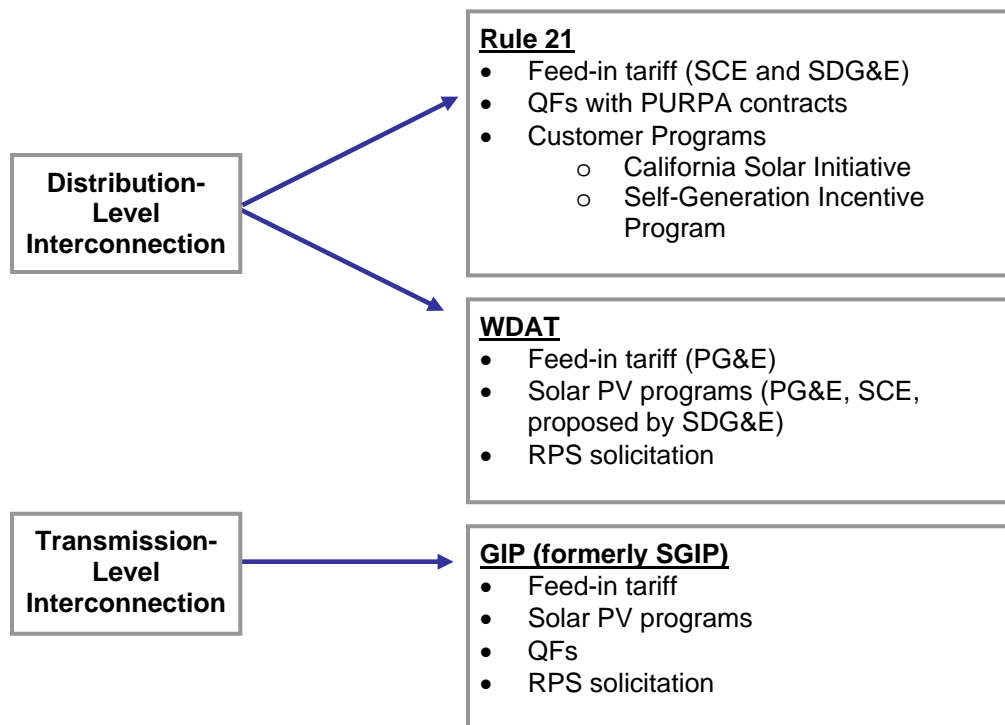 Distribution-
Level
Interconnection
Rule 21
• Feed-in tariff (SCE and SDG&E)
• QFs with PURPA contracts
• Customer Programs
o California Solar Initiative
o Self-Generation Incentive
Program
WDAT
• Feed-in tariff (PG&E)
• Solar PV programs (PG&E, SCE,
proposed by SDG&E)
• RPS solicitation
Transmission-
Level
Interconnection
GIP (formerly SGIP)
• Feed-in tariff
• Solar PV programs
• QFs
• RPS solicitation